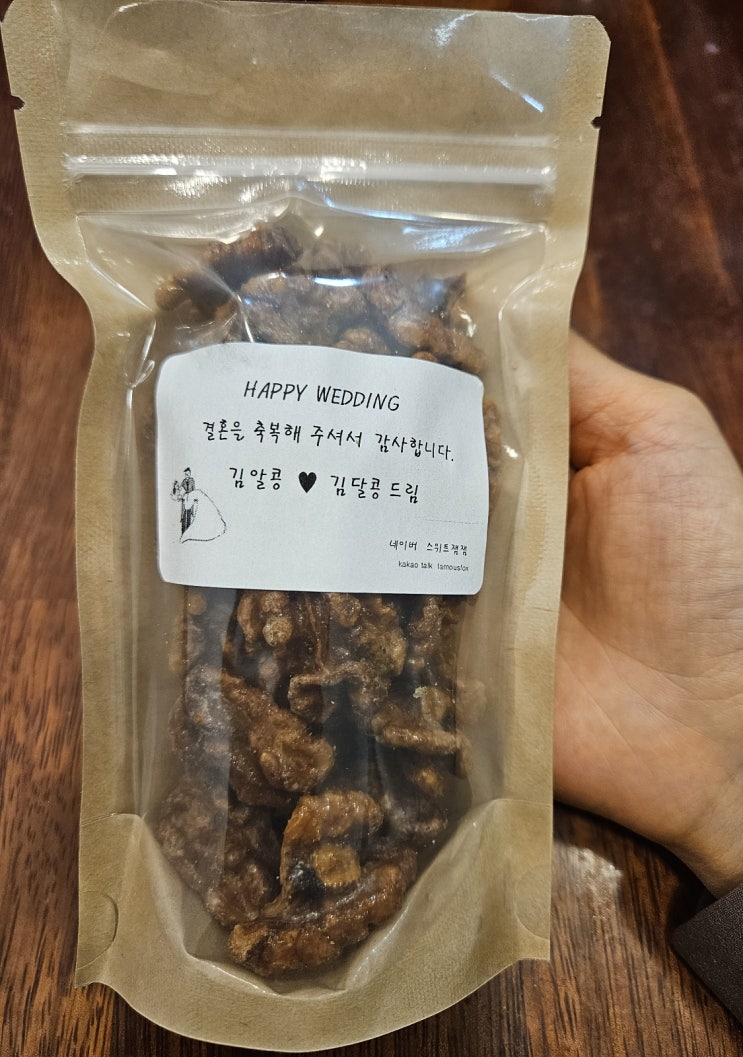 HAPPY WEDDING
결혼을 축복해 주셔서 감사합니다.
김알콩 ♥ 김달콩 드림
네이버 스위트잼잼
kakao talk famousfox